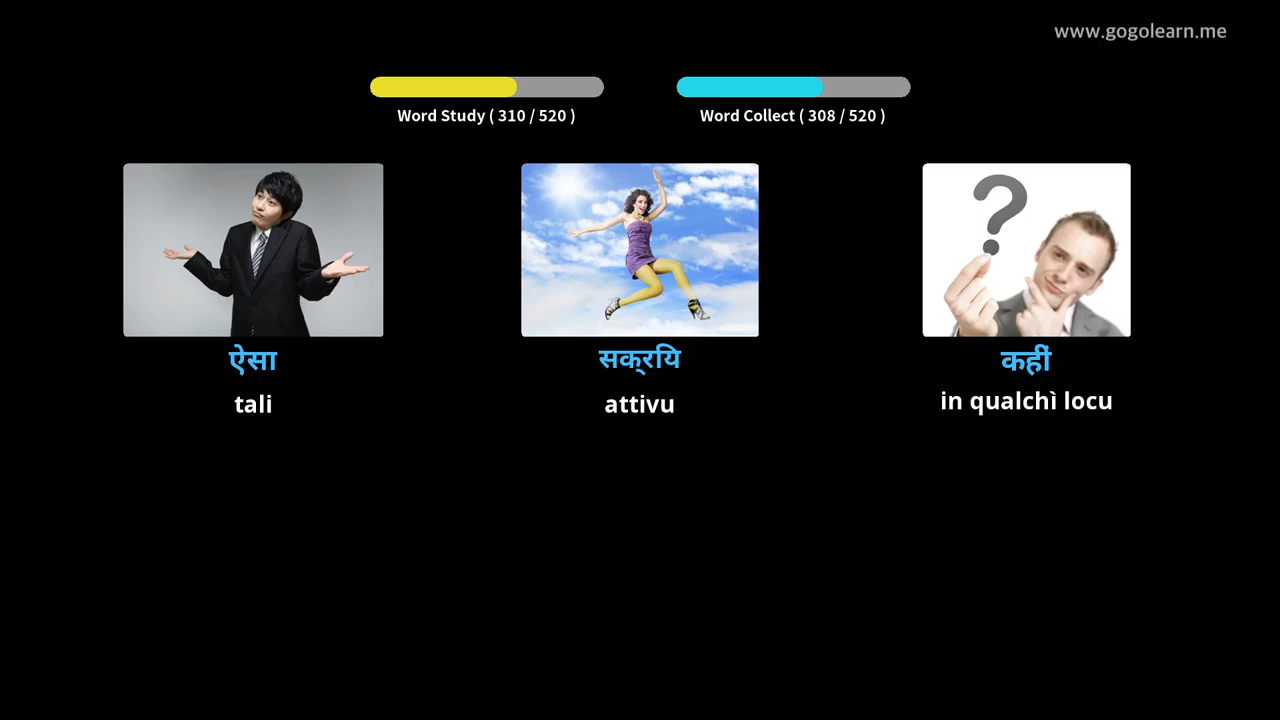 www.gogolearn.me
Word Study ( 310 / 520 )
Word Collect ( 308 / 520 )
ऐसा
सक्रयि
कहीं
tali
attivu
in qualchì locu